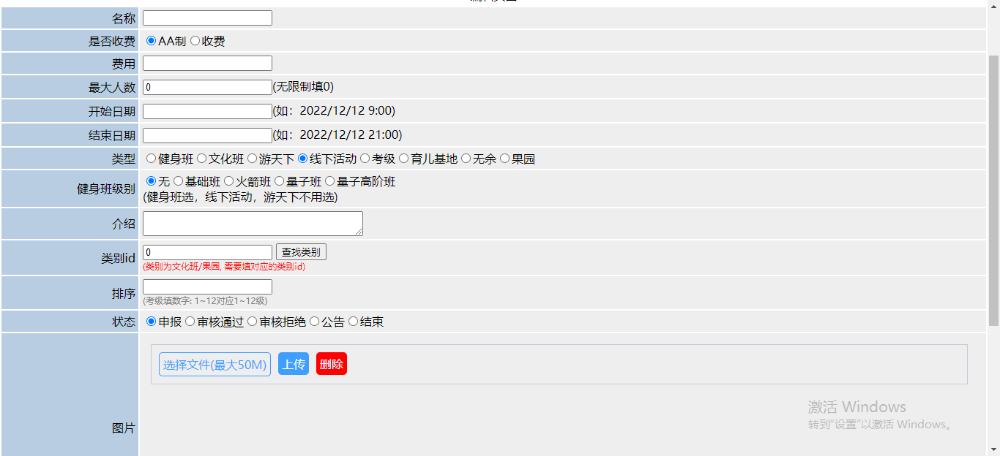 名称
是否收费 AA制 收费
费用
最大人数 0 (无限制填0)
开始日期 (如：2022/12/12 9:00)
结束日期 (如：2022/12/12 21:00)
类型 健身班 文化班 游天下 线下活动 考级 育儿基地 无余 果园
健身班级别 无 基础班 火箭班 量子班 量子高阶班
(健身班选，线下活动，游天下不用选)
介绍
类别id 0 查找类别
(类别为文化班/果园, 需要填对应的类别id)
排序
(考级填数字: 1~12对应1~12级)
状态 申报 审核通过 审核拒绝 公告 结束
选择文件(最大50M) 上传 删除
图片
激活 Windows
转到"设置"以激活 Windows。